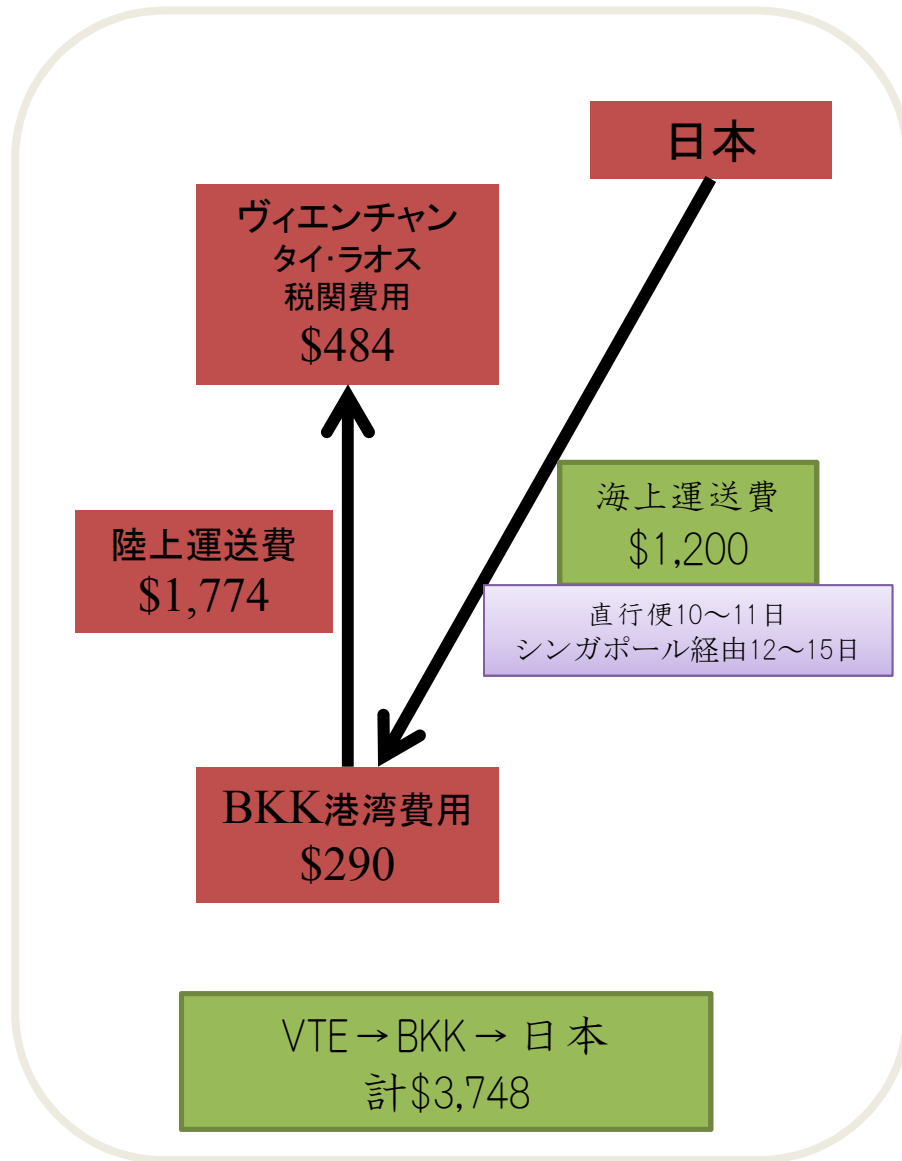 日本
ヴィエンチャン
タイ・ラオス
税関費用
$484
海上運送費
$1,200
陸上運送費
$1,774
直行便10～11日
シンガポール経由12～15日
BKK港湾費用
$290
VTE→BKK→日本
計$3,748